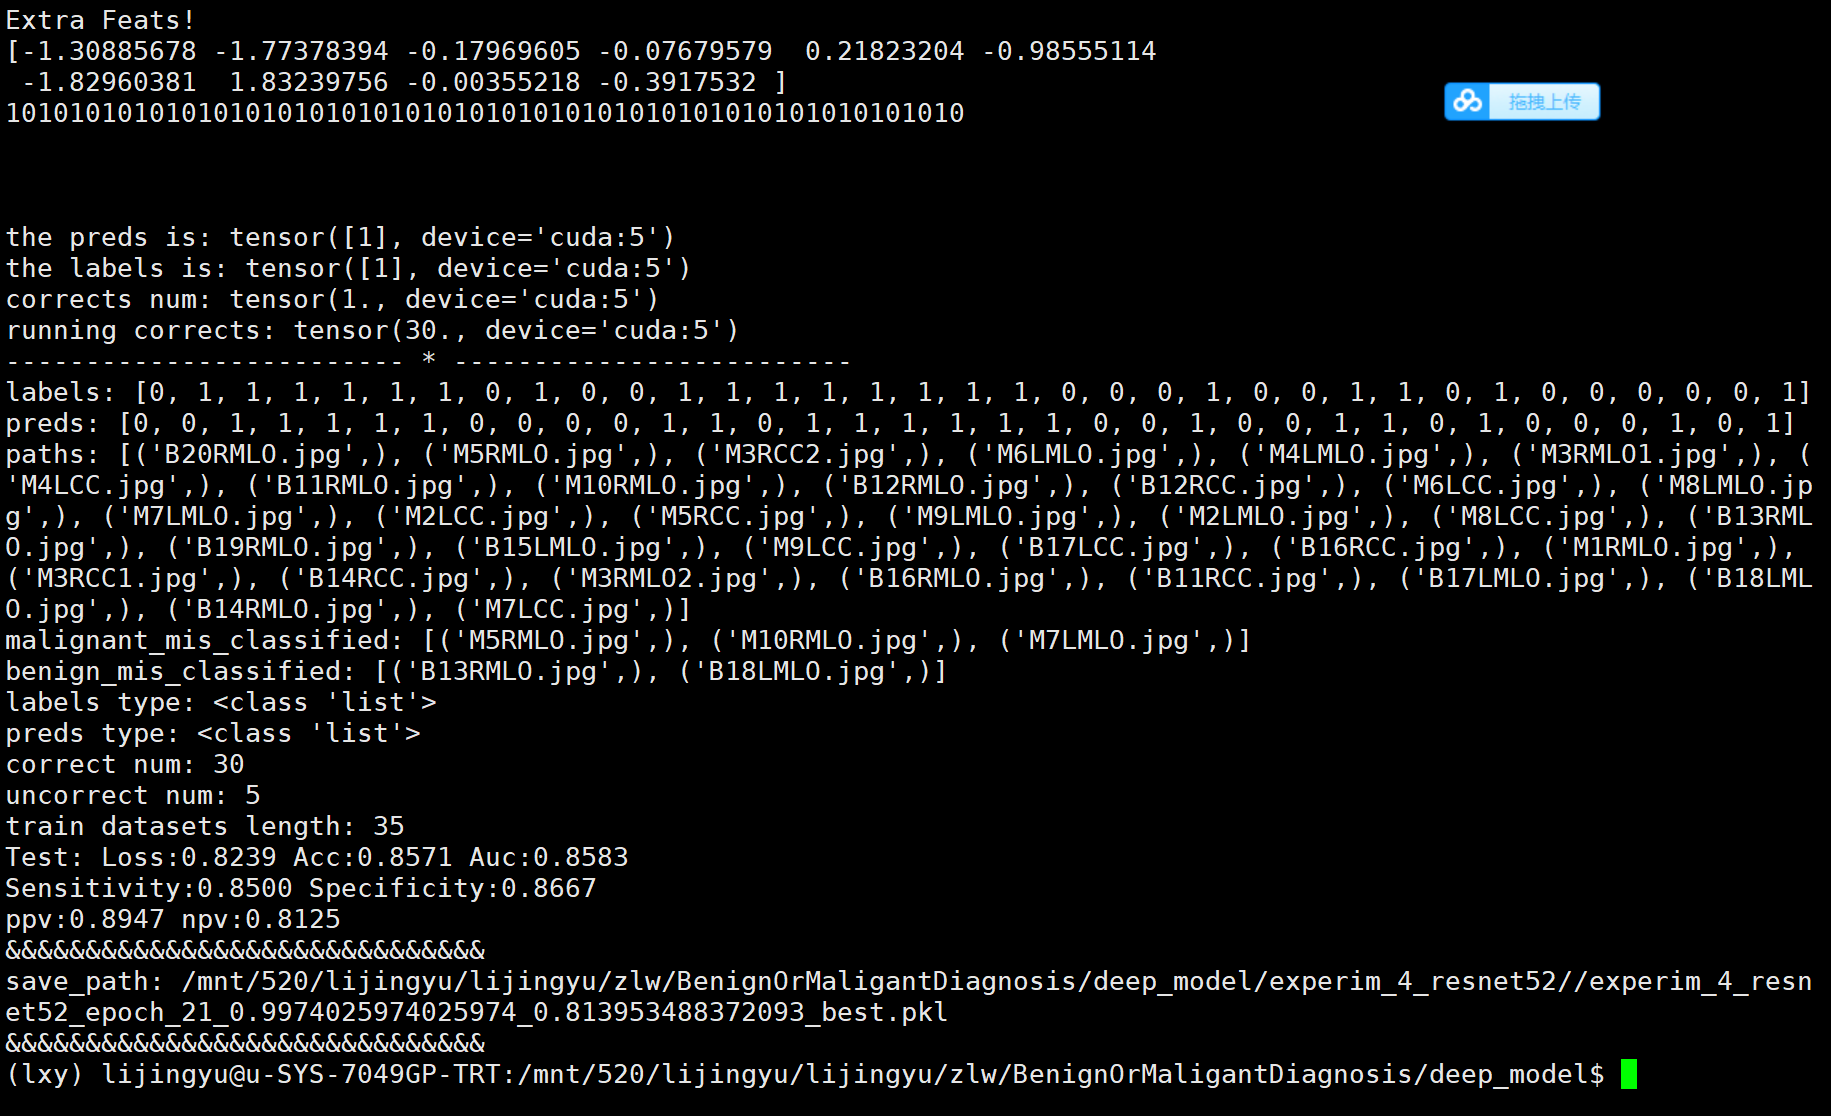 Extra Feats!
[-1.30885678 -1.77378394 -0.17969605 -0.07679579  0.21823204 -0.98555114
 -1.82960381  1.83239756 -0.00355218 -0.3917532 ]
拖拽上传
101010101010101010101010101010101010101010101010101010101010
the preds is: tensor([1], device='cuda:5')
the labels is: tensor([1], device='cuda:5')
corrects num: tensor(1., device='cuda:5')
running corrects: tensor(30., device='cuda:5')
------------------------- * -------------------------
labels: [0, 1, 1, 1, 1, 1, 1, 0, 1, 0, 0, 1, 1, 1, 1, 1, 1, 1, 1, 0, 0, 0, 1, 0, 0, 1, 1, 0, 1, 0, 0, 0, 0, 0, 1]
preds: [0, 0, 1, 1, 1, 1, 1, 0, 0, 0, 0, 1, 1, 0, 1, 1, 1, 1, 1, 1, 0, 0, 1, 0, 0, 1, 1, 0, 1, 0, 0, 0, 1, 0, 1]
paths: [('B20RMLO.jpg',), ('M5RMLO.jpg',), ('M3RCC2.jpg',), ('M6LMLO.jpg',), ('M4LMLO.jpg',), ('M3RMLO1.jpg',), (
'M4LCC.jpg',), ('B11RMLO.jpg',), ('M10RMLO.jpg',), ('B12RMLO.jpg',), ('B12RCC.jpg',), ('M6LCC.jpg',), ('M8LMLO.jp
g',), ('M7LMLO.jpg',), ('M2LCC.jpg',), ('M5RCC.jpg',), ('M9LMLO.jpg',), ('M2LMLO.jpg',), ('M8LCC.jpg',), ('B13RML
O.jpg',), ('B19RMLO.jpg',), ('B15LMLO.jpg',), ('M9LCC.jpg',), ('B17LCC.jpg',), ('B16RCC.jpg',), ('M1RMLO.jpg',),
('M3RCC1.jpg',), ('B14RCC.jpg',), ('M3RMLO2.jpg',), ('B16RMLO.jpg',), ('B11RCC.jpg',), ('B17LMLO.jpg',), ('B18LML
O.jpg',), ('B14RMLO.jpg',), ('M7LCC.jpg',)]
malignant_mis_classified: [('M5RMLO.jpg',), ('M10RMLO.jpg',), ('M7LMLO.jpg',)]
benign_mis_classified: [('B13RMLO.jpg',), ('B18LMLO.jpg',)]
labels type: <class 'list'>
preds type: <class 'list'>
correct num: 30
uncorrect num: 5
train datasets length: 35
Test: Loss:0.8239 Acc:0.8571 Auc:0.8583
Sensitivity:0.8500 Specificity:0.8667
ppv:0.8947 npv:0.8125
&&&&&&&&&&&&&&&&&&&&&&&&&&&&&&
save_path: /mnt/520/lijingyu/lijingyu/zlw/BenignOrMaligantDiagnosis/deep_model/experim_4_resnet52//experim_4_resn
et52_epoch_21_0.9974025974025974_0.813953488372093_best.pkl
&&&&&&&&&&&&&&&&&&&&&&&&&&&&&&
(lxy) lijingyu@u-SYS-7049GP-TRT:/mnt/520/lijingyu/lijingyu/zlw/BenignOrMaligantDiagnosis/deep_model$